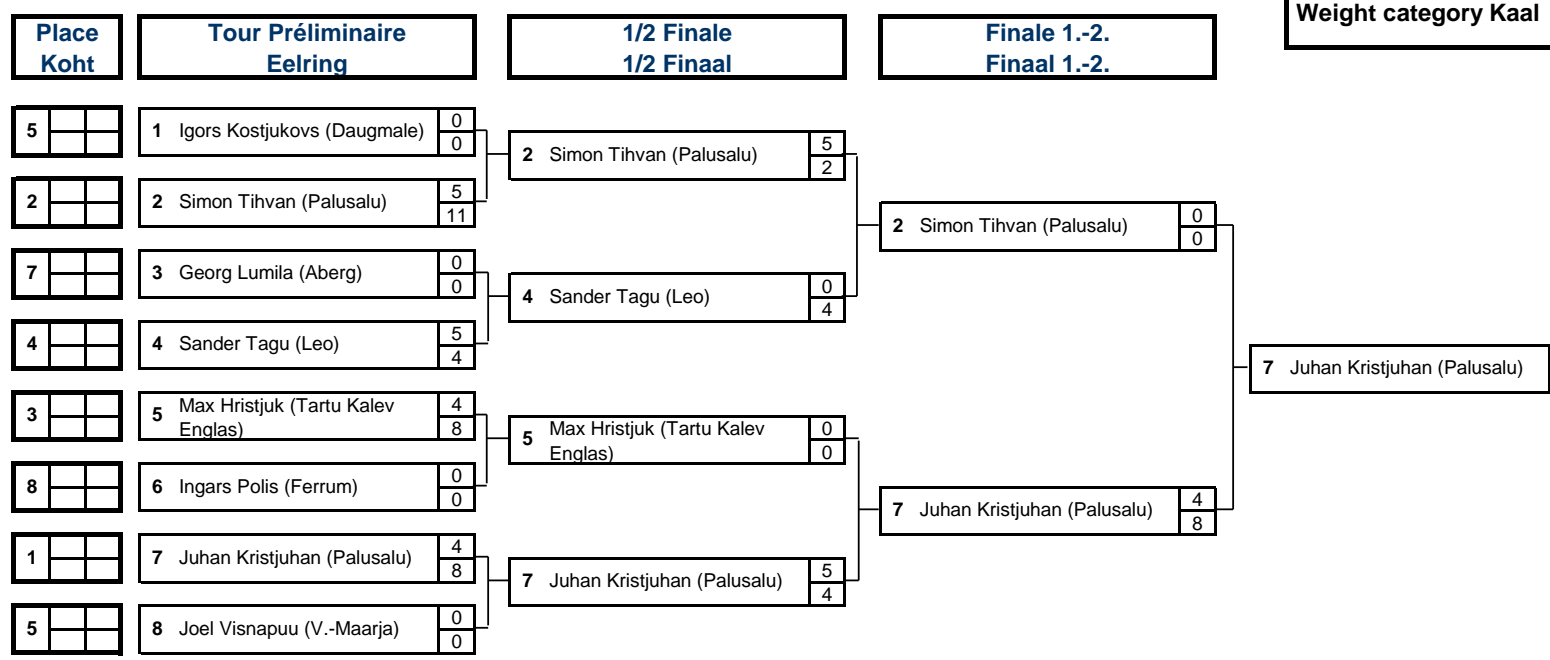 Weight category Kaal
Place
Koht
Tour Préliminaire
Eelring
1/2 Finale
1/2 Finaal
Finale 1.-2.
Finaal 1.-2.
5
1 Igors Kostjukovs (Daugmale) 0
0
2 Simon Tihvan (Palusalu) 5
2
2
2 Simon Tihvan (Palusalu) 5
11
2 Simon Tihvan (Palusalu) 0
0
7
3 Georg Lumila (Aberg) 0
0
4 Sander Tagu (Leo) 0
4
4
4 Sander Tagu (Leo) 5
4
7 Juhan Kristjuhan (Palusalu)
3
5 Max Hristjuk (Tartu Kalev
Englas) 4
8
5 Max Hristjuk (Tartu Kalev
Englas) 0
0
8
6 Ingars Polis (Ferrum) 0
0
7 Juhan Kristjuhan (Palusalu) 4
8
1
7 Juhan Kristjuhan (Palusalu) 4
8
7 Juhan Kristjuhan (Palusalu) 5
4
5
8 Joel Visnapuu (V.-Maarja) 0
0